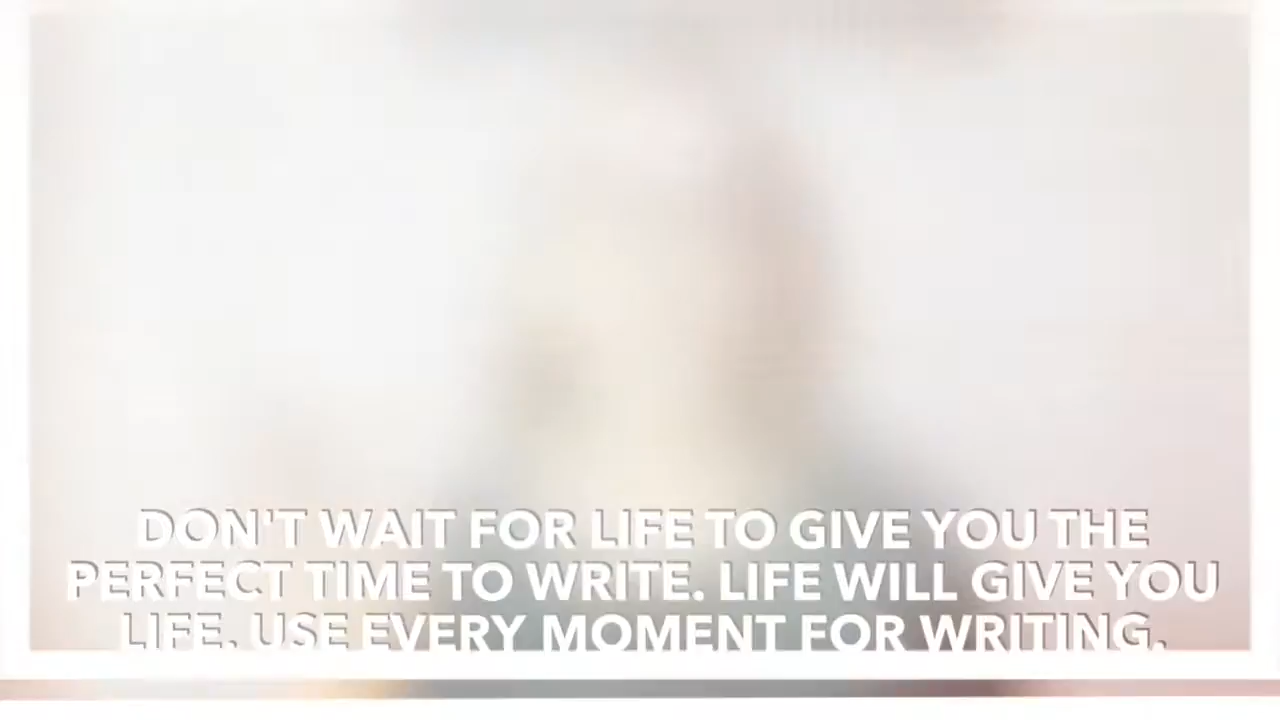 DON'T WAIT FOR LIFE TO GIVE YOU THE
PERFECT TIME TO WRITE. LIFE WILL GIVE YOU
LIFE. USE EVERY MOMENT FOR WRITING.